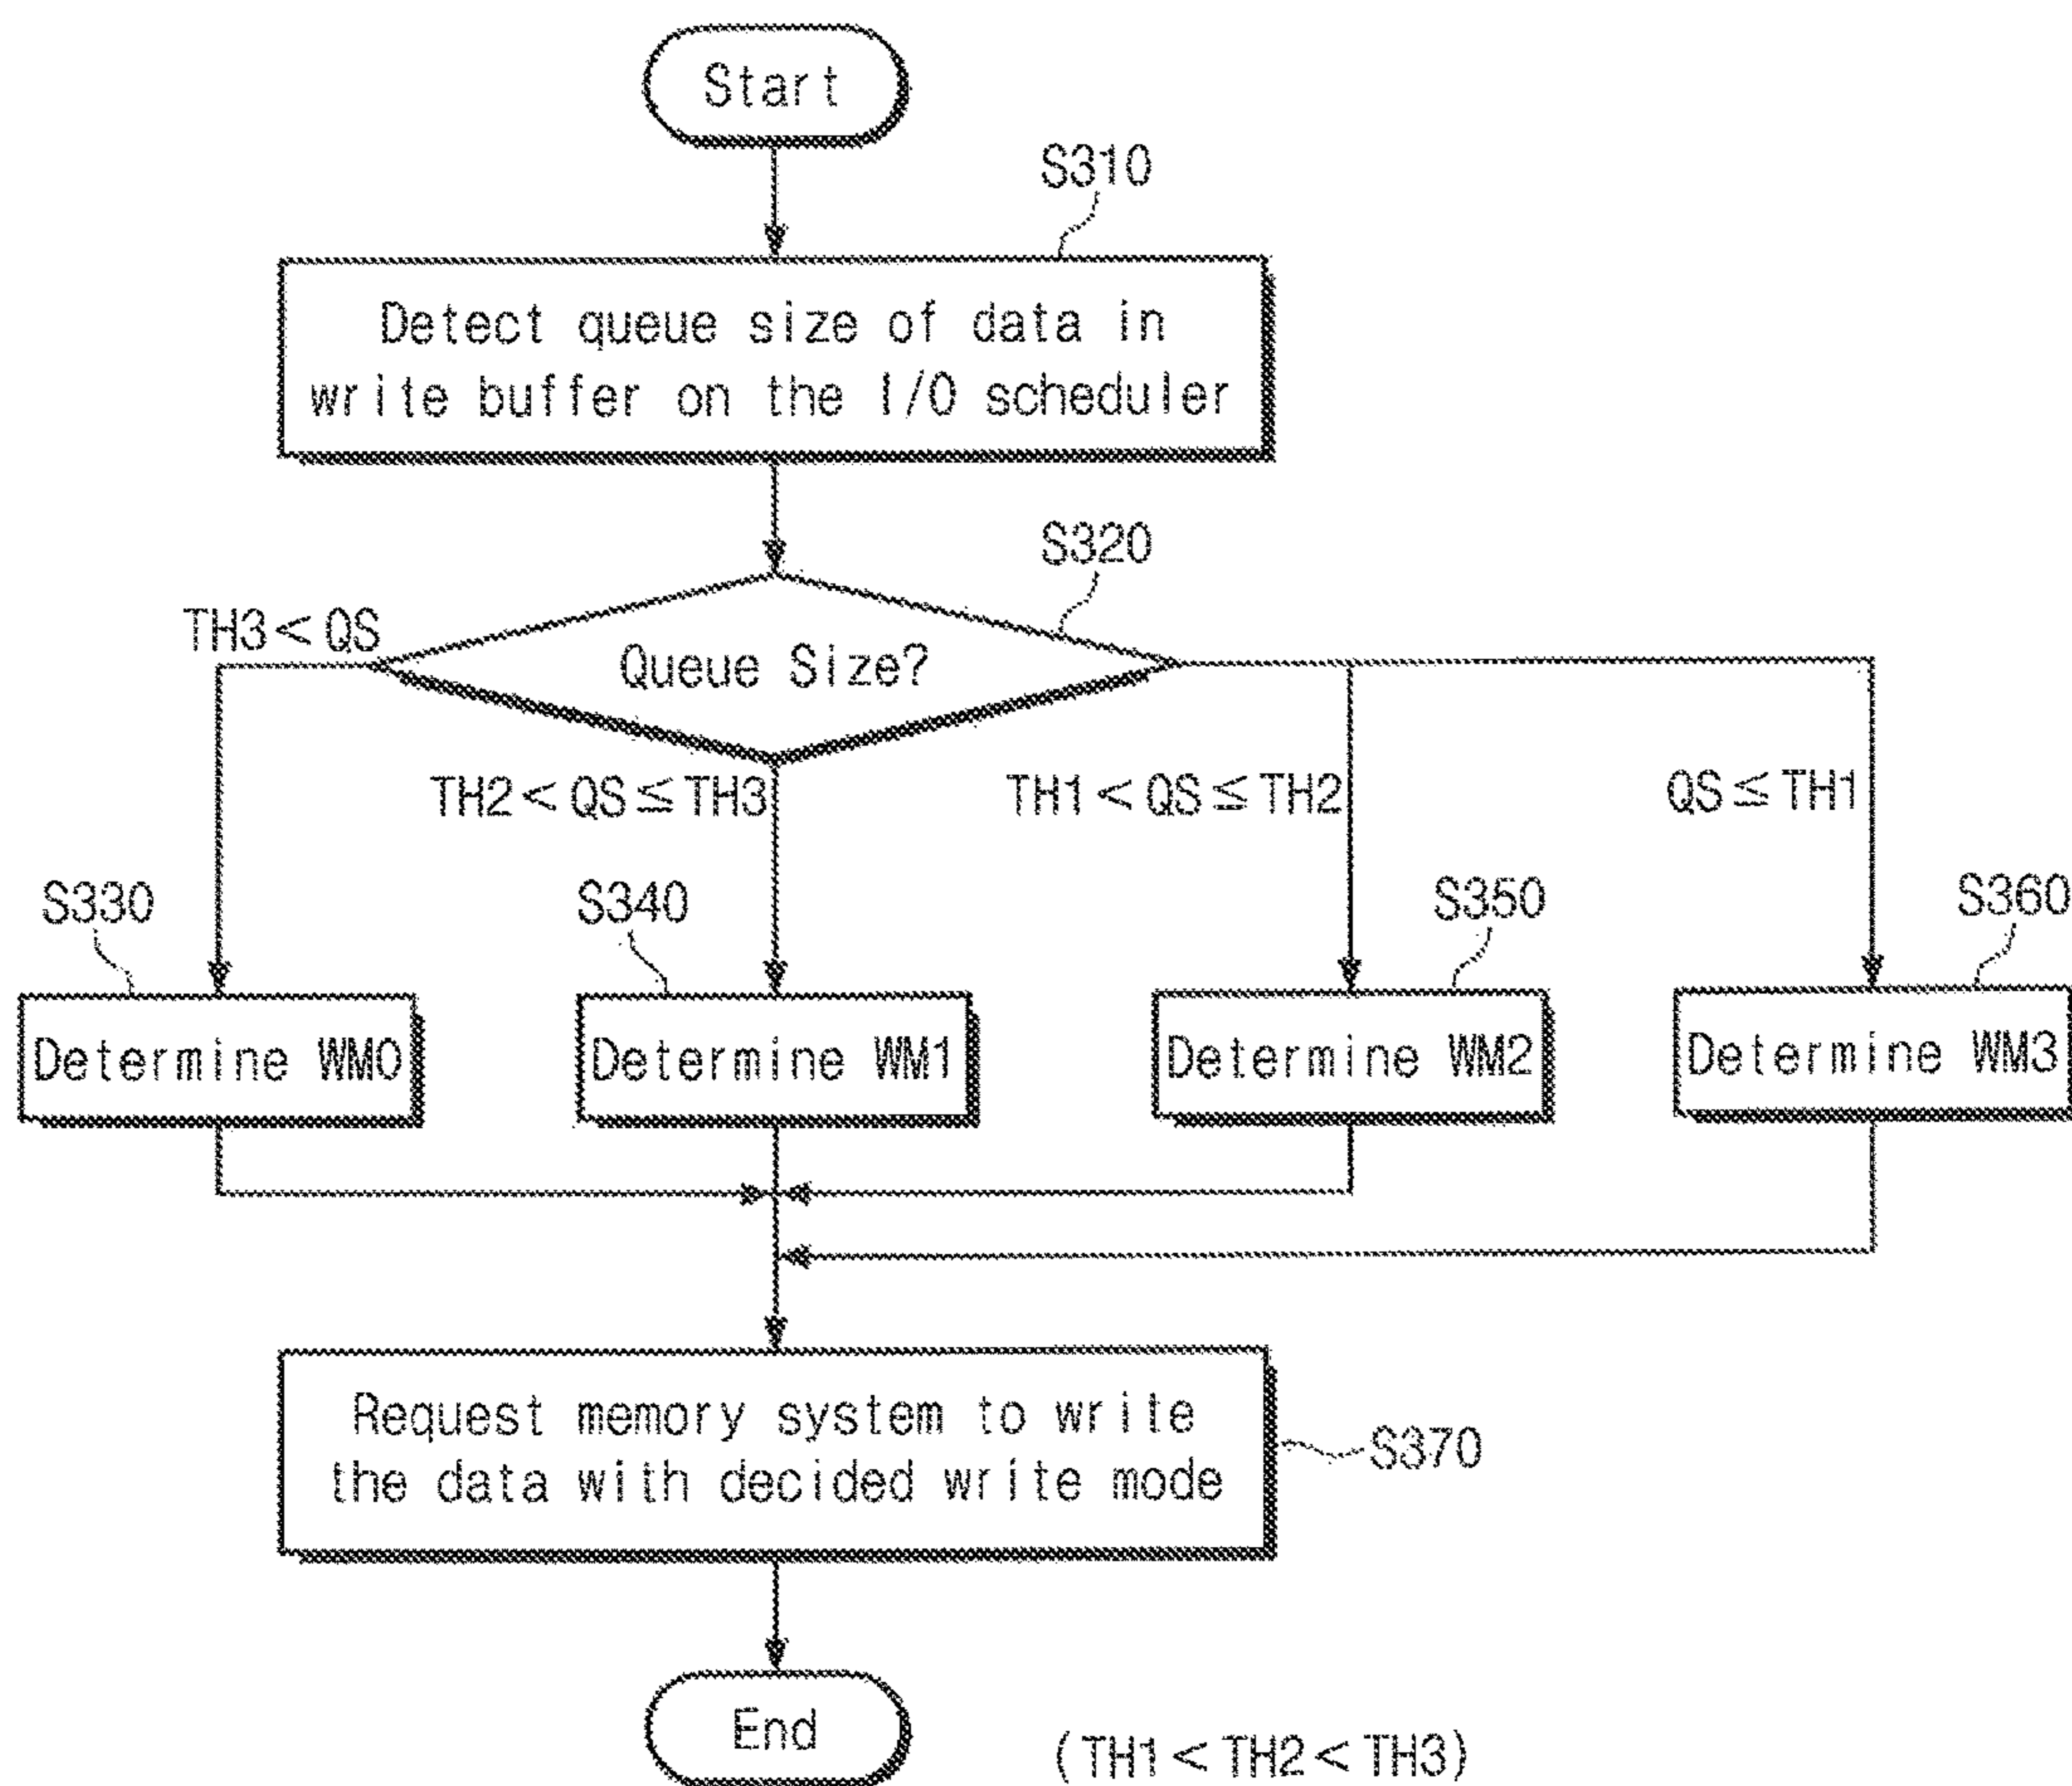 Start
S310
Detect queue size of data in
write buffer on the I/O scheduler
S320
TH3<QS
Queue Size?
TH2<QS≤TH3
TH1<QS≤TH2
QS≤TH1
S330
S340
S350
S360
Determine WM0
Determine WM1
Determine WM2
Determine WM3
Request memory system to write
the data with decided write mode
S370
End
(TH1<TH2<TH3)